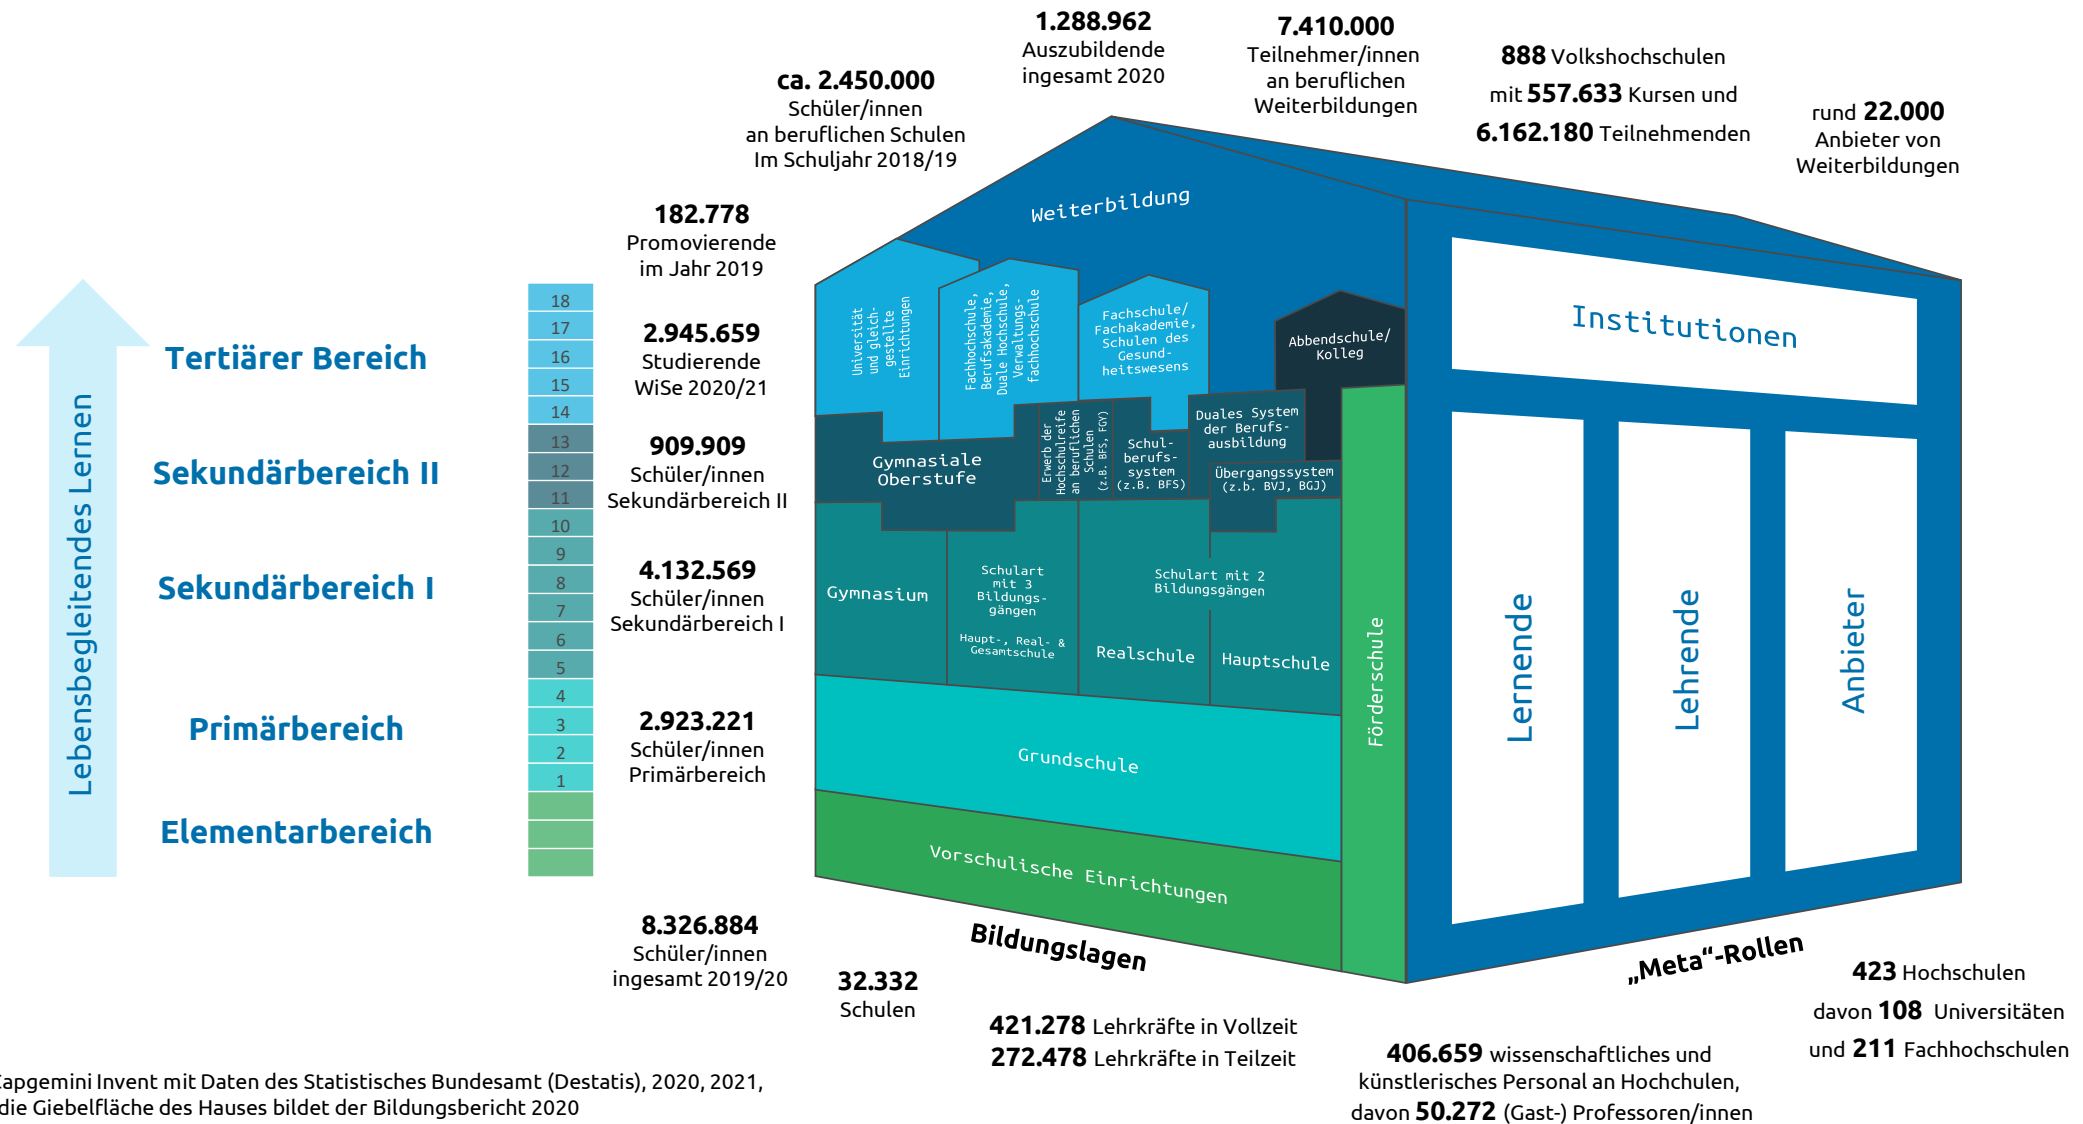 1.288.962
Auszubildende
ingesamt 2020
7.410.000
Teilnehmer/innen
an beruflichen
Weiterbildungen
888 Volkshochschulen
mit 557.633 Kursen und
6.162.180 Teilnehmenden
rund 22.000
Anbieter von
Weiterbildungen
ca. 2.450.000
Schüler/innen
an beruflichen Schulen
Im Schuljahr 2018/19
182.778
Promovierende
im Jahr 2019
2.945.659
Studierende
WiSe 2020/21
909.909
Schüler/innen
Sekundärbereich II
4.132.569
Schüler/innen
Sekundärbereich I
2.923.221
Schüler/innen
Primärbereich
8.326.884
Schüler/innen
ingesamt 2019/20
Lebensbegleitendes Lernen
Tertiärer Bereich
Sekundärbereich II
Sekundärbereich I
Primärbereich
Elementarbereich
18
17
16
15
14
13
12
11
10
9
8
7
6
5
4
3
2
1
Weiterbildung
Universität
und gleich-
gestellte
Einrichtungen
Fachhochschule,
Berufsakademie,
Duale Hochschule,
Verwaltungs-
fachhochschule
Fachschule/
Fachakademie,
Schulen des
Gesund-
heitswesens
Abbendschule/
Kolleg
Gymnasiale
Oberstufe
Erwerb der
Hochschulreife
an beruflichen
Schulen
(z.B. BFS, FGY)
Schul-
berufs-
system
(z.B. BFS)
Duales System
der Berufs-
ausbildung
Übergangssystem
(z.b. BVJ, BGJ)
Gymnasium
Schulart
mit 3
Bildungs-
gängen
Haupt-, Real- &
Gesamtschule
Schulart mit 2
Bildungsgängen
Realschule
Hauptschule
Förderschule
Grundschule
Vorschulische Einrichtungen
Institutionen
Lernende
Lehrende
Anbieter
Bildungslagen
„Meta“-Rollen
32.332
Schulen
421.278 Lehrkräfte in Vollzeit
272.478 Lehrkräfte in Teilzeit
406.659 wissenschaftliches und
künstlerisches Personal an Hochchulen,
davon 50.272 (Gast-) Professoren/innen
423 Hochschulen
davon 108 Universitäten
und 211 Fachhochschulen
Capgemini Invent mit Daten des Statistisches Bundesamt (Destatis), 2020, 2021,
die Giebelfläche des Hauses bildet der Bildungsbericht 2020